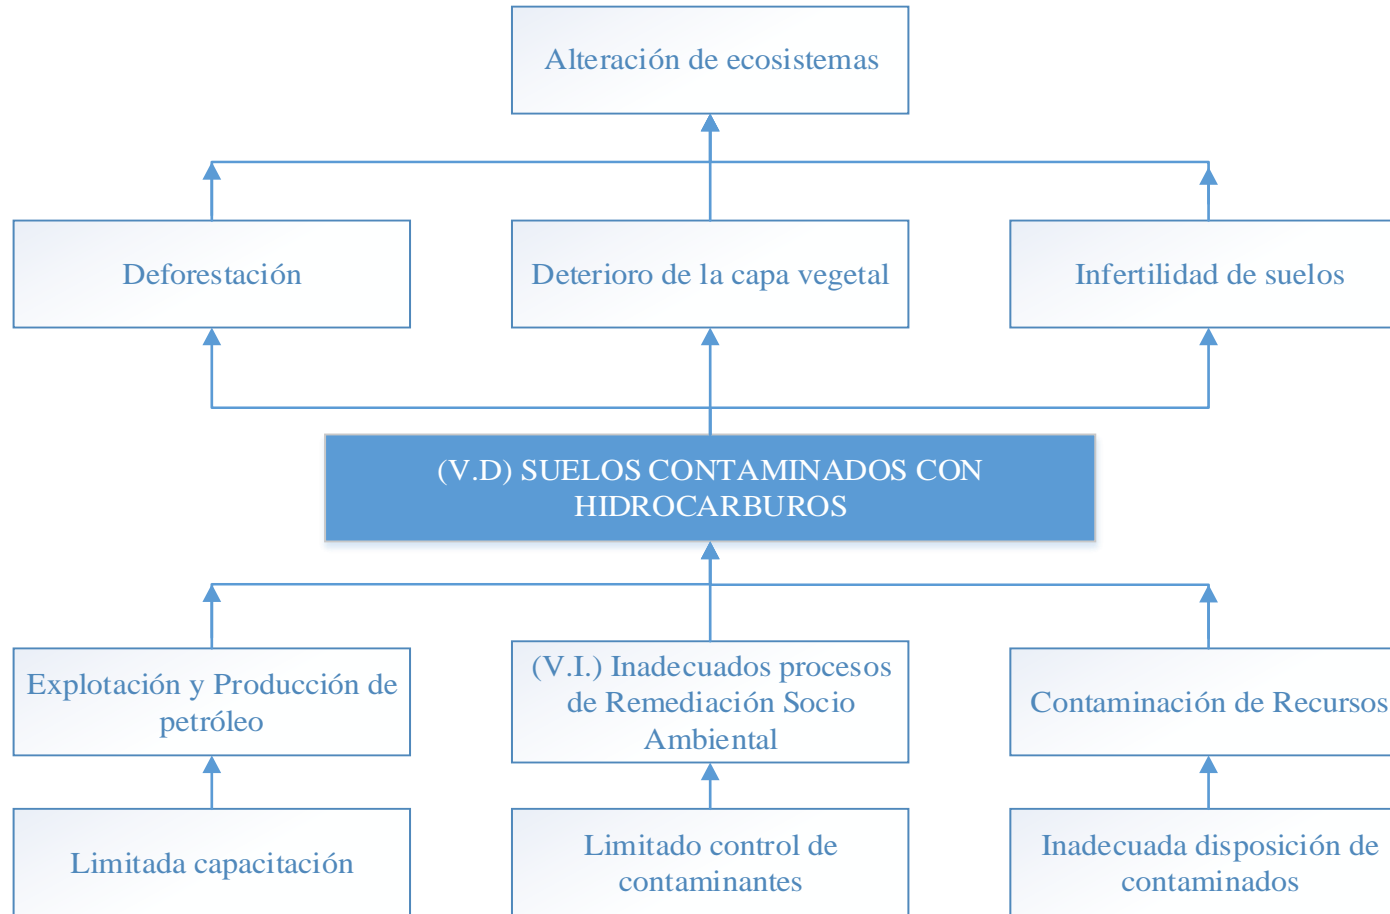 Alteración de ecosistemas
Deforestación
Deterioro de la capa vegetal
Infertilidad de suelos
(V.D) SUELOS CONTAMINADOS CON
HIDROCARBUROS
Explotación y Producción de
petróleo
(V.I.) Inadecuados procesos
de Remediación Socio
Ambiental
Contaminación de Recursos
Limitada capacitación
Limitado control de
contaminantes
Inadecuada disposición de
contaminados